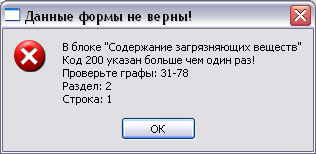 Данные формы не верны!
В блоке "Содержание загрязняющих веществ"
Код 200 указан больше чем один раз!
Проверьте графы: 31-78
Раздел: 2
Строка: 1
OK